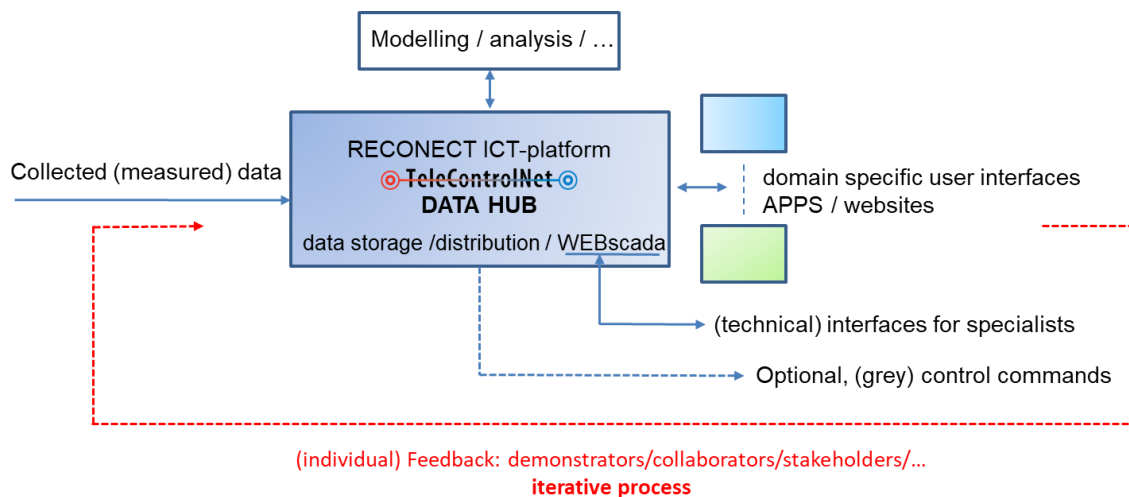 Modelling / analysis / …
RECONECT ICT-platform
TeleControlNet
DATA HUB
data storage /distribution / WEBscada
Collected (measured) data
domain specific user interfaces
APPS / websites
(technical) interfaces for specialists
Optional, (grey) control commands
(individual) Feedback: demonstrators/collaborators/stakeholders/…
iterative process